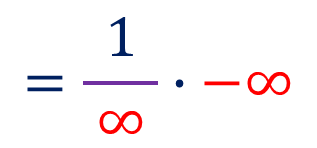 = 1/∞ · −∞